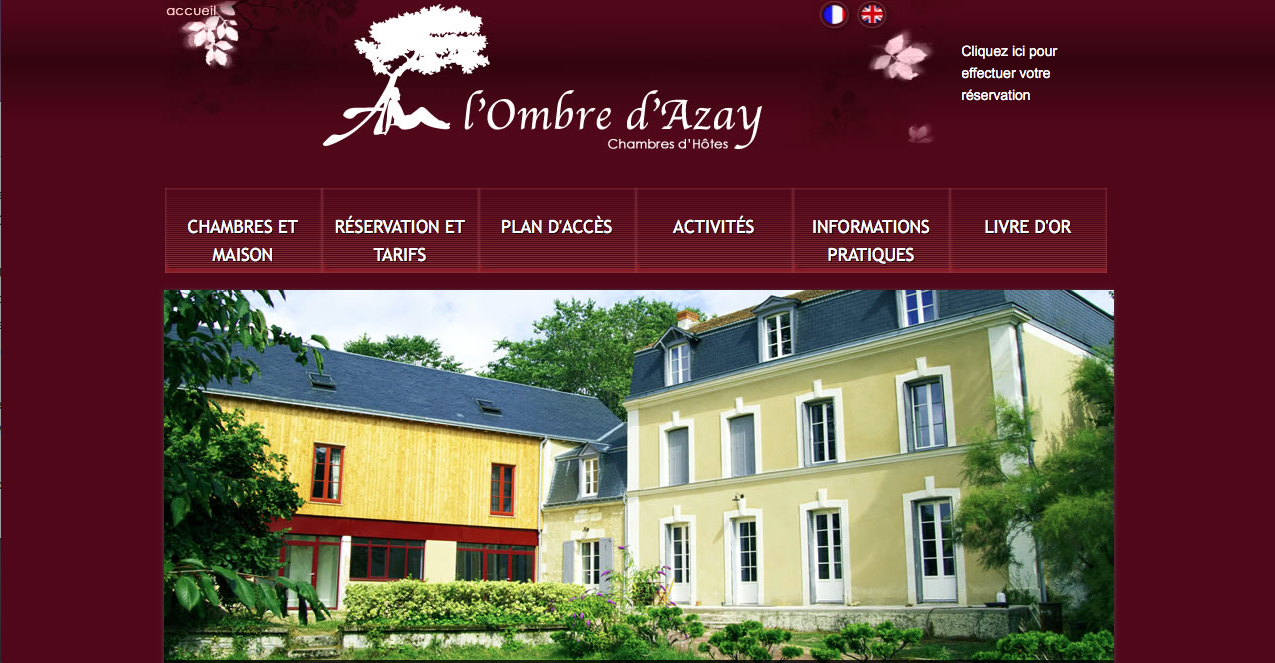 accueil
Cliquez ici pour
effectuer votre
réservation
l'Ombre d'Azay
Chambres d'Hôtes
CHAMBRES ET
MAISON
RÉSERVATION ET
TARIFS
PLAN D'ACCÈS
ACTIVITÉS
INFORMATIONS
PRATIQUES
LIVRE D'OR